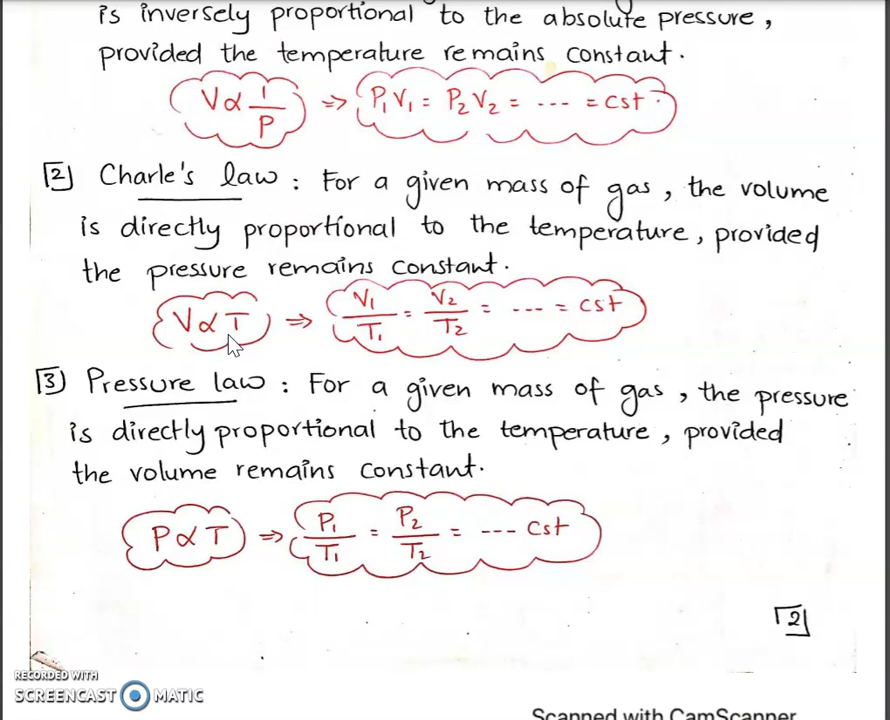 is inversely proportional to the absolute pressure,
provided the temperature remains constant.
V∝1/P ⇒ P₁V₁ = P₂V₂ = ---- = cst.
[2] Charle's law : For a given mass of gas, the volume
is directly proportional to the temperature, provided
the pressure remains constant.
V∝T ⇒ V₁/T₁ = V₂/T₂ = --- = cst
[3] Pressure law : For a given mass of gas, the pressure
is directly proportional to the temperature, provided
the volume remains constant.
P∝T ⇒ P₁/T₁ = P₂/T₂ = --- cst
[2]
RECORDED WITH
SCREENCAST MATIC
Scanned with CamScanner